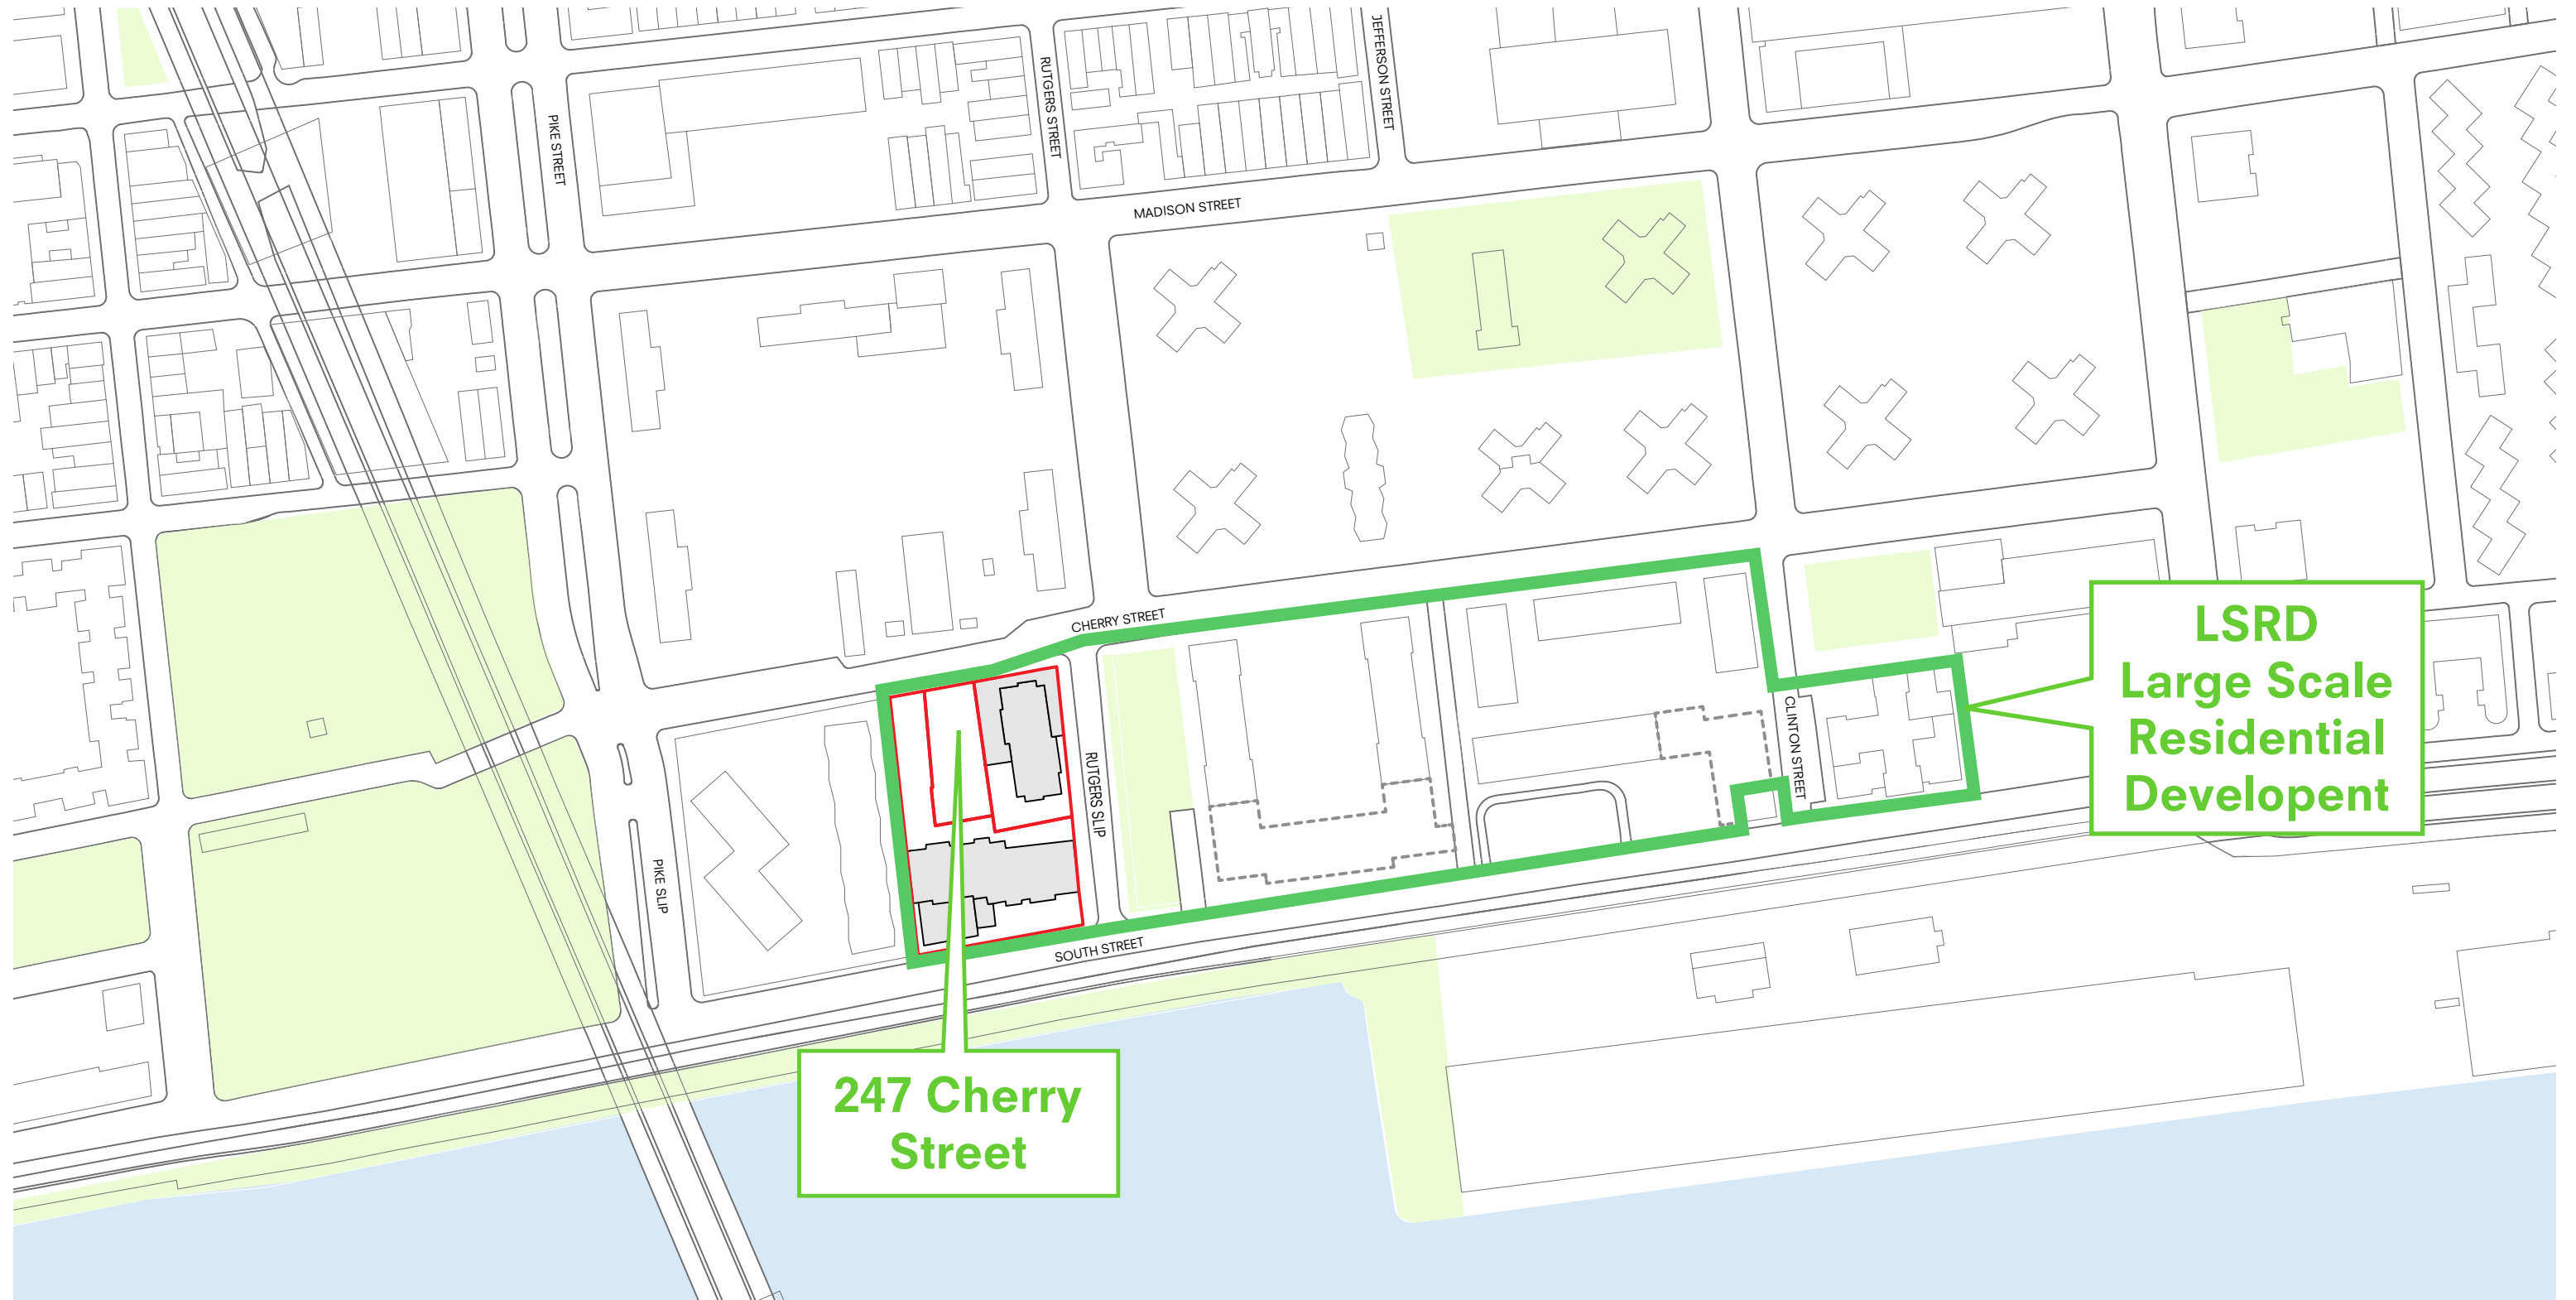 JEFFERSON STREET
RUTGERS STREET
PIKE STREET
MADISON STREET
CHERRY STREET
LSRD
Large Scale
Residential
Developent
CLINTON STREET
RUTGERS SLIP
PIKE SLIP
SOUTH STREET
247 Cherry
Street